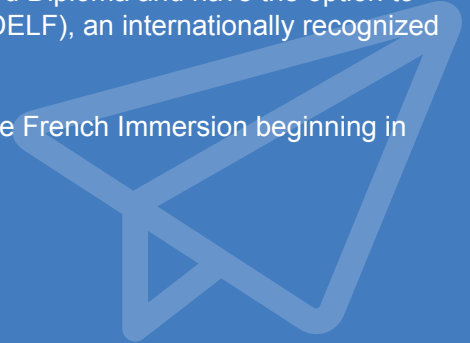 Diploma and have the option to
DELF), an internationally recognized
e French Immersion beginning in